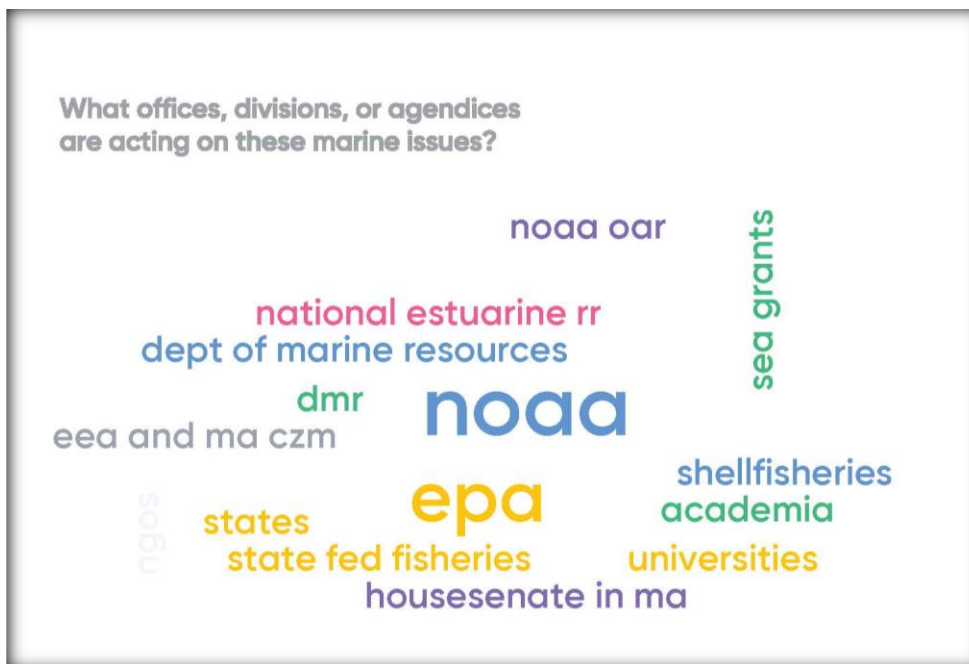 What offices, divisions, or agendices
are acting on these marine issues?
noaa oar
sea grants
national estuarine rr
dept of marine resources
dmr
noaa
eea and ma czm
shellfisheries
epa
academia
ngos
states
state fed fisheries
universities
housesenate in ma